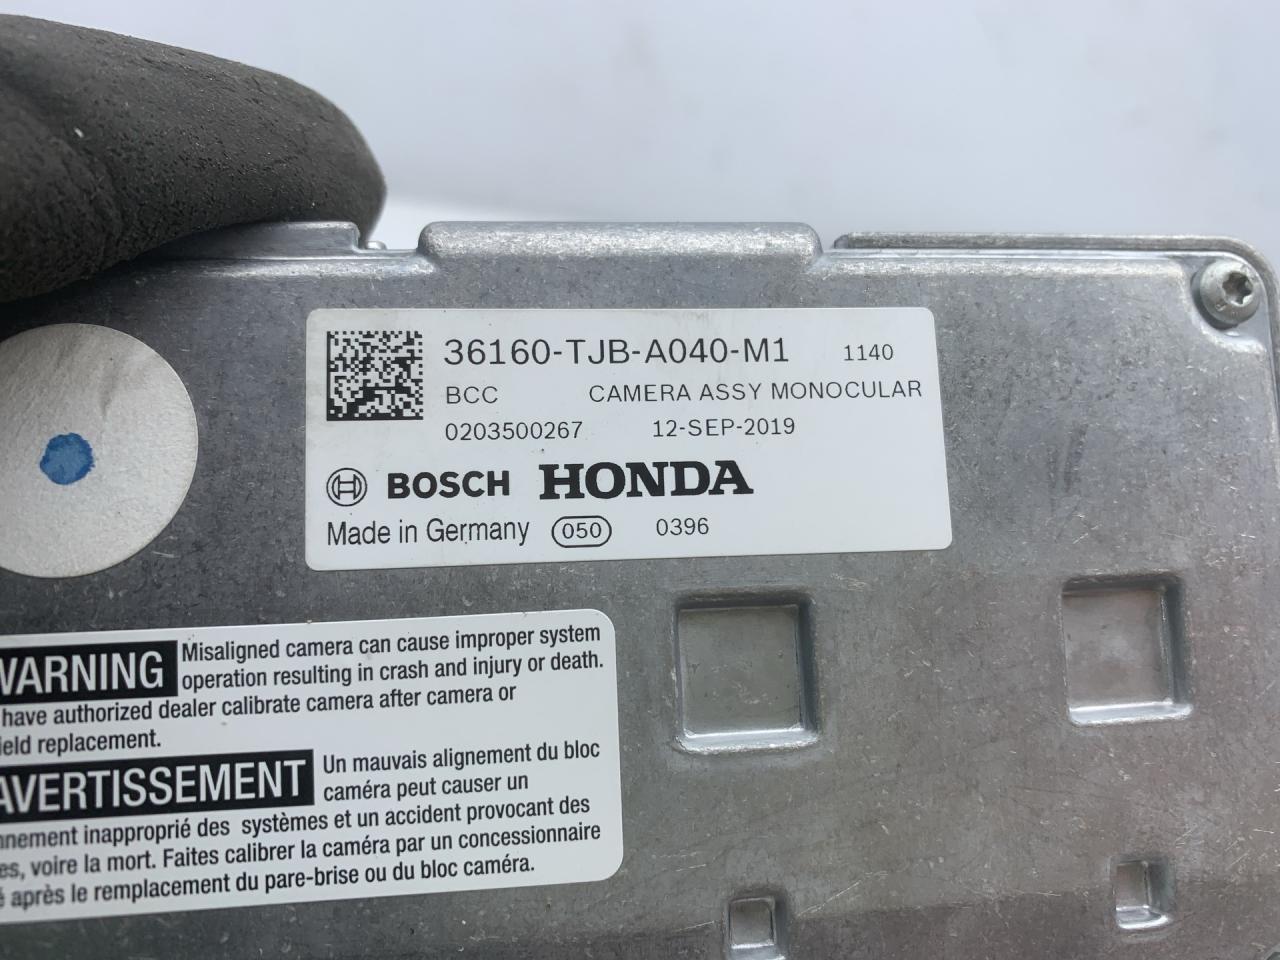 36160-TJB-A040-M1 1140
BCC CAMERA ASSY MONOCULAR
0203500267 12-SEP-2019
BOSCH HONDA
Made in Germany 050 0396
WARNING Misaligned camera can cause improper system
operation resulting in crash and injury or death.
have authorized dealer calibrate camera after camera or
ield replacement.
AVERTISSEMENT Un mauvais alignement du bloc
caméra peut causer un
nnement inapproprié des systèmes et un accident provocant des
es, voire la mort. Faites calibrer la caméra par un concessionnaire
é après le remplacement du pare-brise ou du bloc caméra.